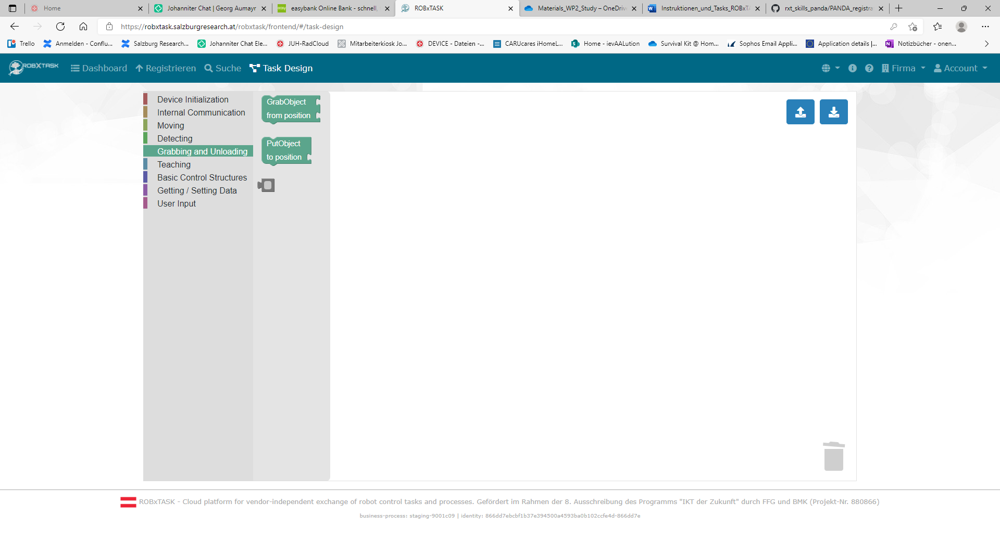 Home
Johanniter Chat | Georg Aumayr
easy
easybank Online Bank - schnell,
ROBxTASK
Materials_WP2_Study – OneDriv
Instruktionen_und_Tasks_ROBxTA
rxt_skills_panda/PANDA_registra
https://robxtask.salzburgresearch.at/robxtask/frontend/#/task-design
Trello
Anmelden - Conflu...
Salzburg Research...
Johanniter Chat Ele...
JUH-RadCloud
Mitarbeiterkiosk Jo...
DEVICE - Dateien -...
CARUcares iHomeL...
Home - ievAALution
Survival Kit @ Hom...
Sophos Email Appli...
Application details |...
Notizbücher - onen...
ROBXTASK
Dashboard
Registrieren
Suche
Task Design
Firma
Account
Device Initialization
Internal Communication
Moving
Detecting
Grabbing and Unloading
Teaching
Basic Control Structures
Getting / Setting Data
User Input
GrabObject
from position
PutObject
to position
ROBxTASK - Cloud platform for vendor-independent exchange of robot control tasks and processes. Gefördert im Rahmen der 8. Ausschreibung des Programms "IKT der Zukunft" durch FFG und BMK (Projekt-Nr. 880866)
business-process: staging-9001c09 | identity: 866dd7ebcbf1b37e394500a4593ba0b102ccfe4d-866dd7e